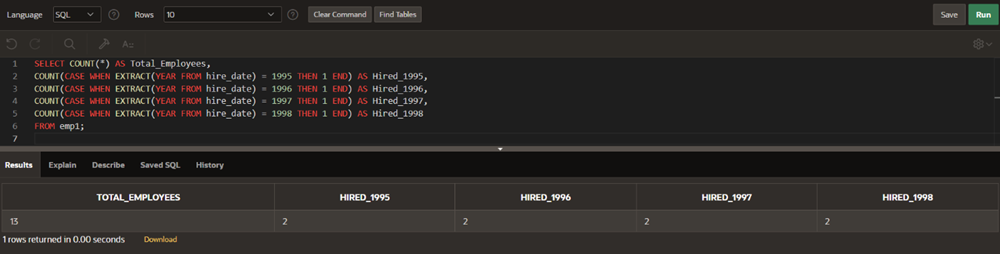 Language SQL Rows 10 Clear Command Find Tables Save Run
1 SELECT COUNT(*) AS Total_Employees,
2 COUNT(CASE WHEN EXTRACT(YEAR FROM hire_date) = 1995 THEN 1 END) AS Hired_1995,
3 COUNT(CASE WHEN EXTRACT(YEAR FROM hire_date) = 1996 THEN 1 END) AS Hired_1996,
4 COUNT(CASE WHEN EXTRACT(YEAR FROM hire_date) = 1997 THEN 1 END) AS Hired_1997,
5 COUNT(CASE WHEN EXTRACT(YEAR FROM hire_date) = 1998 THEN 1 END) AS Hired_1998
6 FROM emp1;
7
Results Explain Describe Saved SQL History
TOTAL_EMPLOYEES HIRED_1995 HIRED_1996 HIRED_1997 HIRED_1998
13 2 2 2 2
1 rows returned in 0.00 seconds Download